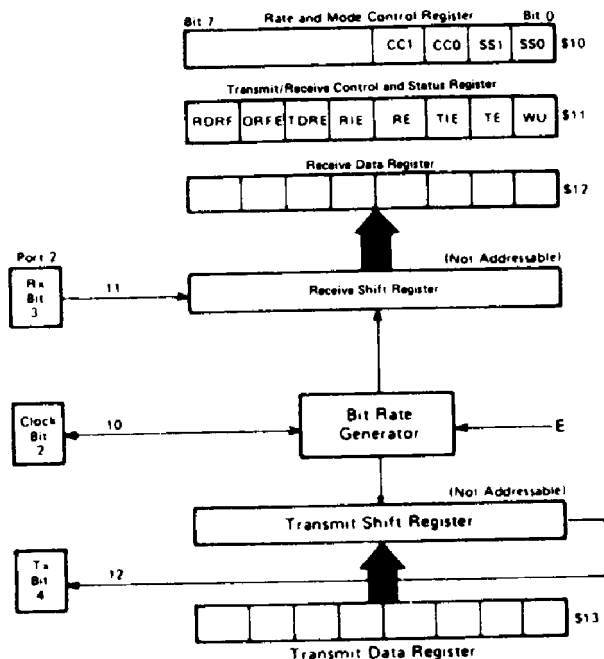 Bit 7 Rate and Mode Control Register Bit 0
CC1 CC0 SS1 SS0 $10
Transmit/Receive Control and Status Register
RDRF ORFE TDRE RIE RE TIE TE WU $11
Receive Data Register
$12
Port 2
(Not Addressable)
Rx
Bit
3
11
Receive Shift Register
Clock
Bit
2
10
Bit Rate
Generator
E
(Not Addressable)
Transmit Shift Register
Tx
Bit
4
12
$13
Transmit Data Register